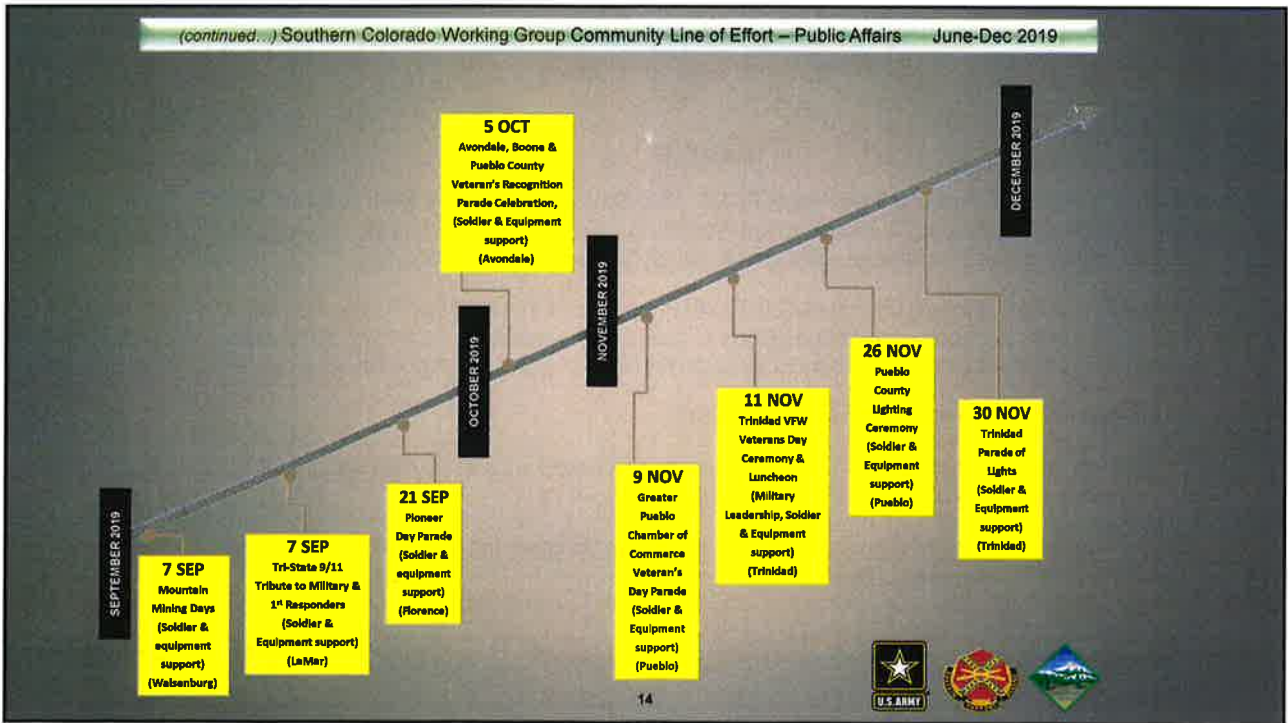 (continued...) Southern Colorado Working Group Community Line of Effort – Public Affairs June-Dec 2019
SEPTEMBER 2019
7 SEP
Mountain
Mining Days
(Soldier &
equipment
support)
(Walsenburg)
7 SEP
Tri-State 9/11
Tribute to Military &
1st Responders
(Soldier &
Equipment support)
(LaMar)
21 SEP
Pioneer
Day Parade
(Soldier &
equipment
support)
(Florence)
OCTOBER 2019
5 OCT
Avondale, Boone &
Pueblo County
Veteran's Recognition
Parade Celebration,
(Soldier & Equipment
support)
(Avondale)
NOVEMBER 2019
9 NOV
Greater
Pueblo
Chamber of
Commerce
Veteran's
Day Parade
(Soldier &
Equipment
support)
(Pueblo)
11 NOV
Trinidad VFW
Veterans Day
Ceremony &
Luncheon
(Military
Leadership, Soldier
& Equipment
support)
(Trinidad)
26 NOV
Pueblo
County
Lighting
Ceremony
(Soldier &
Equipment
support)
(Pueblo)
30 NOV
Trinidad
Parade of
Lights
(Soldier &
Equipment
support)
(Trinidad)
DECEMBER 2019
14
U.S. ARMY